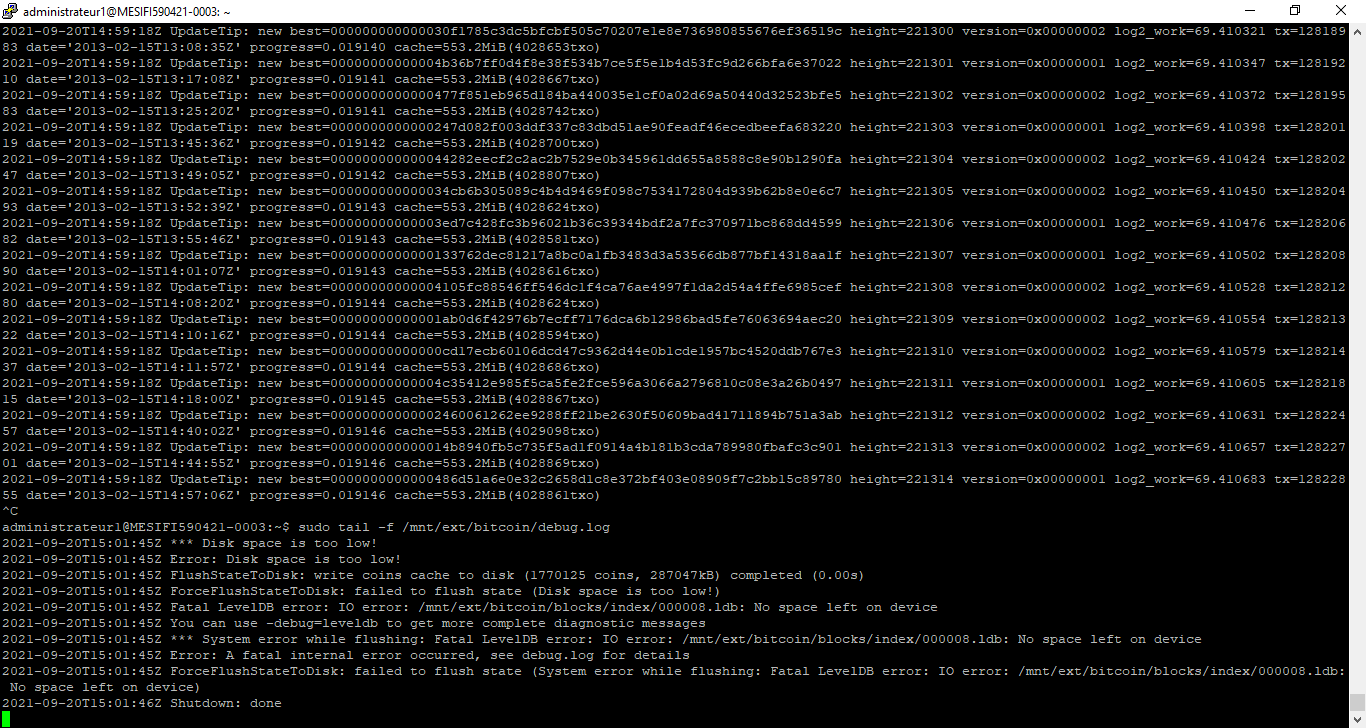 administrateur1@MESIFI590421-0003: ~
2021-09-20T14:59:18Z UpdateTip: new best=000000000000030f1785c3dc5bfcbf505c70207e1e8e736980855676ef36519c height=221300 version=0x00000002 log2_work=69.410321 tx=128189
83 date='2013-02-15T13:08:35Z' progress=0.019140 cache=553.2MiB(4028653txo)
2021-09-20T14:59:18Z UpdateTip: new best=00000000000004b36b7ff0d4f8e38f534b7ce5f5e1b4d53fc9d266bfa6e37022 height=221301 version=0x00000001 log2_work=69.410347 tx=128192
10 date='2013-02-15T13:17:08Z' progress=0.019141 cache=553.2MiB(4028667txo)
2021-09-20T14:59:18Z UpdateTip: new best=0000000000000477f851eb965d184ba440035e1cf0a02d69a50440d32523bfe5 height=221302 version=0x00000002 log2_work=69.410372 tx=128195
83 date='2013-02-15T13:25:20Z' progress=0.019141 cache=553.2MiB(4028742txo)
2021-09-20T14:59:18Z UpdateTip: new best=0000000000000247d082f003ddf337c83dbd51ae90feadf46ecedbeefa683220 height=221303 version=0x00000001 log2_work=69.410398 tx=128201
19 date='2013-02-15T13:45:36Z' progress=0.019142 cache=553.2MiB(4028700txo)
2021-09-20T14:59:18Z UpdateTip: new best=000000000000044282eecf2c2ac2b7529e0b345961dd655a8588c8e90b1290fa height=221304 version=0x00000002 log2_work=69.410424 tx=128202
47 date='2013-02-15T13:49:05Z' progress=0.019142 cache=553.2MiB(4028807txo)
2021-09-20T14:59:18Z UpdateTip: new best=000000000000034cb6b305089c4b4d9469f098c7534172804d939b62b8e0e6c7 height=221305 version=0x00000002 log2_work=69.410450 tx=128204
93 date='2013-02-15T13:52:39Z' progress=0.019143 cache=553.2MiB(4028624txo)
2021-09-20T14:59:18Z UpdateTip: new best=00000000000003ed7c428fc3b96021b36c39344bdf2a7fc370971bc868dd4599 height=221306 version=0x00000001 log2_work=69.410476 tx=128206
82 date='2013-02-15T13:55:46Z' progress=0.019143 cache=553.2MiB(4028581txo)
2021-09-20T14:59:18Z UpdateTip: new best=0000000000000133762dec81217a8bc0a1fb3483d3a53566db877bf14318aa1f height=221307 version=0x00000001 log2_work=69.410502 tx=128208
90 date='2013-02-15T14:01:07Z' progress=0.019143 cache=553.2MiB(4028616txo)
2021-09-20T14:59:18Z UpdateTip: new best=00000000000004105fc88546ff546dc1f4ca76ae4997f1da2d54a4ffe6985cef height=221308 version=0x00000002 log2_work=69.410528 tx=128212
80 date='2013-02-15T14:08:20Z' progress=0.019144 cache=553.2MiB(4028624txo)
2021-09-20T14:59:18Z UpdateTip: new best=00000000000001ab0d6f42976b7ecff7176dca6b12986bad5fe76063694aec20 height=221309 version=0x00000002 log2_work=69.410554 tx=128213
22 date='2013-02-15T14:10:16Z' progress=0.019144 cache=553.2MiB(4028594txo)
2021-09-20T14:59:18Z UpdateTip: new best=00000000000000cd17ecb60106dcd47c9362d44e0b1cde1957bc4520ddb767e3 height=221310 version=0x00000002 log2_work=69.410579 tx=128214
37 date='2013-02-15T14:11:57Z' progress=0.019144 cache=553.2MiB(4028686txo)
2021-09-20T14:59:18Z UpdateTip: new best=00000000000004c35412e985f5ca5fe2fce596a3066a2796810c08e3a26b0497 height=221311 version=0x00000001 log2_work=69.410605 tx=128218
15 date='2013-02-15T14:18:00Z' progress=0.019145 cache=553.2MiB(4028867txo)
2021-09-20T14:59:18Z UpdateTip: new best=00000000000002460061262ee9288ff21be2630f50609bad41711894b751a3ab height=221312 version=0x00000002 log2_work=69.410631 tx=128224
57 date='2013-02-15T14:40:02Z' progress=0.019146 cache=553.2MiB(4029098txo)
2021-09-20T14:59:18Z UpdateTip: new best=000000000000014b8940fb5c735f5ad1f0914a4b181b3cda789980fbafc3c901 height=221313 version=0x00000002 log2_work=69.410657 tx=128227
01 date='2013-02-15T14:44:55Z' progress=0.019146 cache=553.2MiB(4028869txo)
2021-09-20T14:59:18Z UpdateTip: new best=0000000000000486d51a6e0e32c2658d1c8e372bf403e08909f7c2bb15c89780 height=221314 version=0x00000001 log2_work=69.410683 tx=128228
55 date='2013-02-15T14:57:06Z' progress=0.019146 cache=553.2MiB(4028861txo)
^C
administrateur1@MESIFI590421-0003:~$ sudo tail -f /mnt/ext/bitcoin/debug.log
2021-09-20T15:01:45Z *** Disk space is too low!
2021-09-20T15:01:45Z Error: Disk space is too low!
2021-09-20T15:01:45Z FlushStateToDisk: write coins cache to disk (1770125 coins, 287047kB) completed (0.00s)
2021-09-20T15:01:45Z ForceFlushStateToDisk: failed to flush state (Disk space is too low!)
2021-09-20T15:01:45Z Fatal LevelDB error: IO error: /mnt/ext/bitcoin/blocks/index/000008.ldb: No space left on device
2021-09-20T15:01:45Z You can use -debug=leveldb to get more complete diagnostic messages
2021-09-20T15:01:45Z *** System error while flushing: Fatal LevelDB error: IO error: /mnt/ext/bitcoin/blocks/index/000008.ldb: No space left on device
2021-09-20T15:01:45Z Error: A fatal internal error occurred, see debug.log for details
2021-09-20T15:01:45Z ForceFlushStateToDisk: failed to flush state (System error while flushing: Fatal LevelDB error: IO error: /mnt/ext/bitcoin/blocks/index/000008.ldb:
No space left on device)
2021-09-20T15:01:46Z Shutdown: done